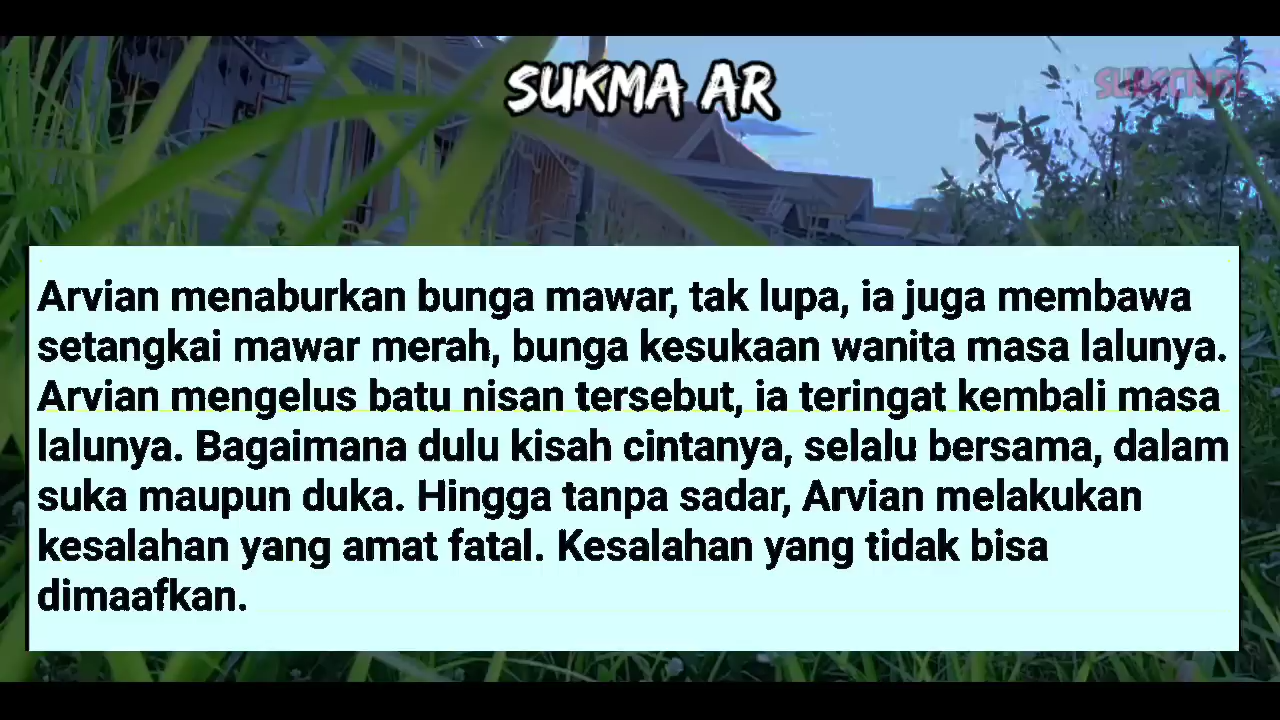 SUKMA AR
SUBSCRIBE
Arvian menaburkan bunga mawar, tak lupa, ia juga membawa
setangkai mawar merah, bunga kesukaan wanita masa lalunya.
Arvian mengelus batu nisan tersebut, ia teringat kembali masa
lalunya. Bagaimana dulu kisah cintanya, selalu bersama, dalam
suka maupun duka. Hingga tanpa sadar, Arvian melakukan
kesalahan yang amat fatal. Kesalahan yang tidak bisa
dimaafkan.